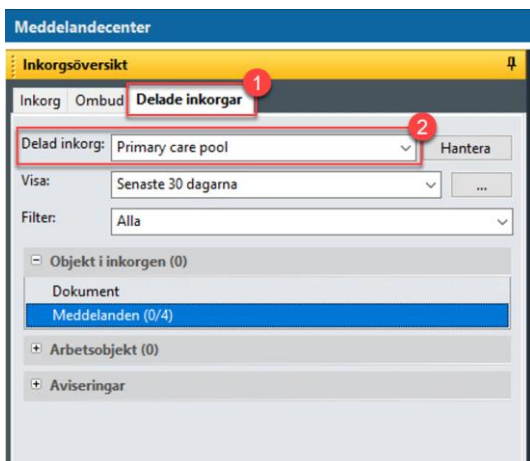 Meddelandecenter
Inkorgsöversikt
1
Inkorg Ombud Delade inkorgar
2
Delad inkorg: Primary care pool Hantera
Visa: Senaste 30 dagarna ...
Filter: Alla
Objekt i inkorgen (0)
Dokument
Meddelanden (0/4)
Arbetsobjekt (0)
Aviseringar